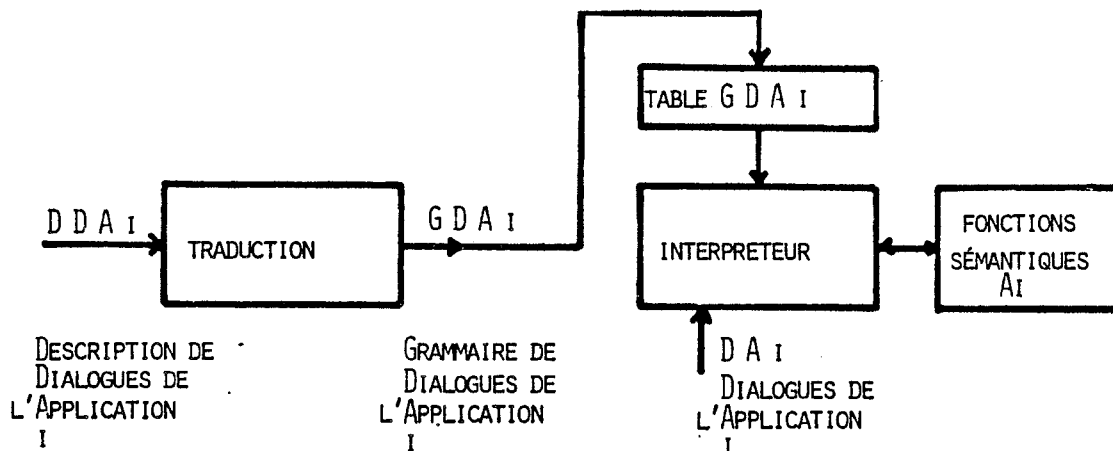 TABLE G D A I
D D A I
TRADUCTION
G D A I
INTERPRETEUR
FONCTIONS
SÉMANTIQUES
AI
DESCRIPTION DE
DIALOGUES DE
L'APPLICATION
I
GRAMMAIRE DE
DIALOGUES DE
L'APPLICATION
I
D A I
DIALOGUES DE
L'APPLICATION
I